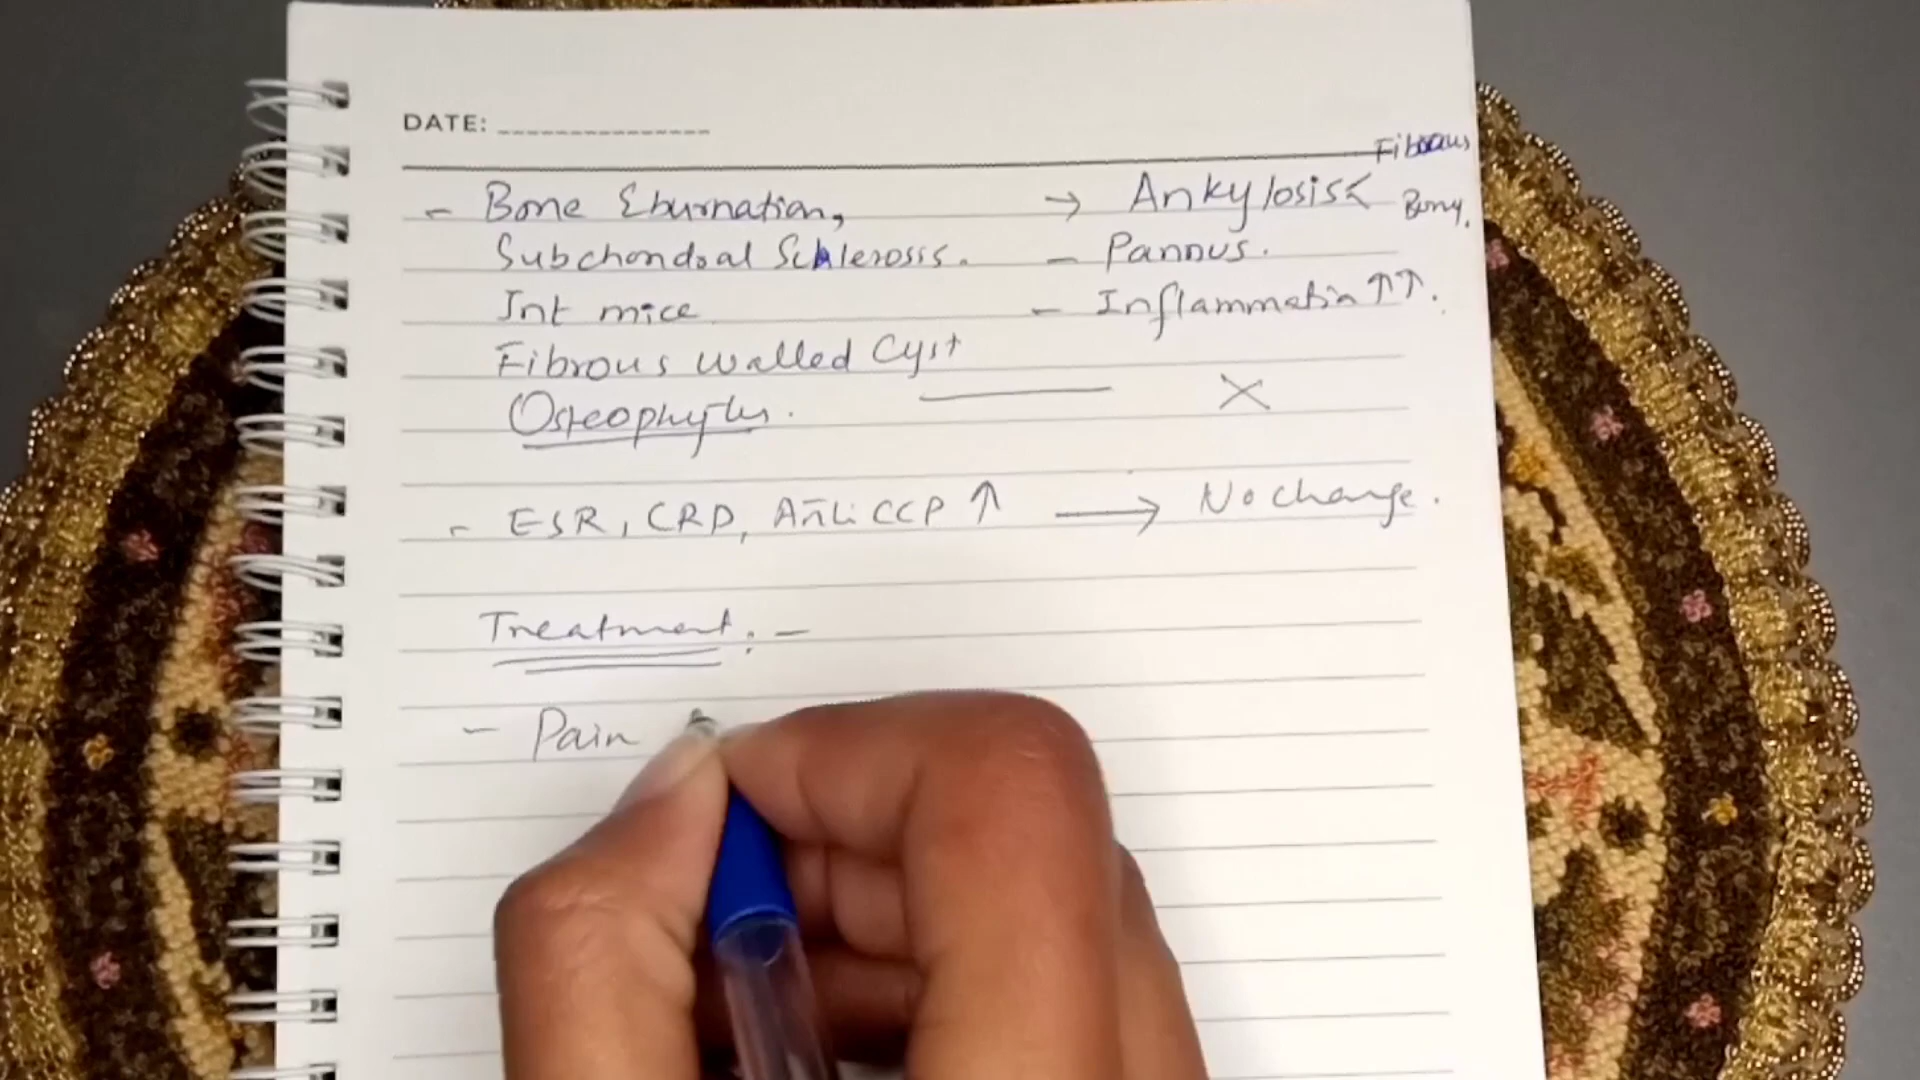 DATE:
Fibrous
- Bone Eburnation, → Ankylosis < Bony.
Subchondral Sclerosis. - Pannus.
Jnt mice - Inflammation ↑↑.
Fibrous walled Cyst
Osteophytes. — X
- ESR, CRP, Anti CCP ↑ → No change.
Treatment :-
- Pain